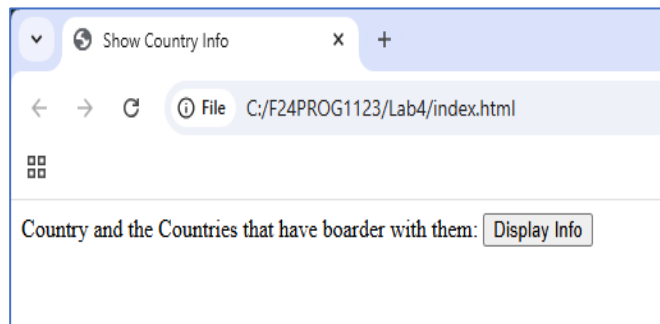 Show Country Info
File C:/F24PROG1123/Lab4/index.html
Country and the Countries that have boarder with them: Display Info